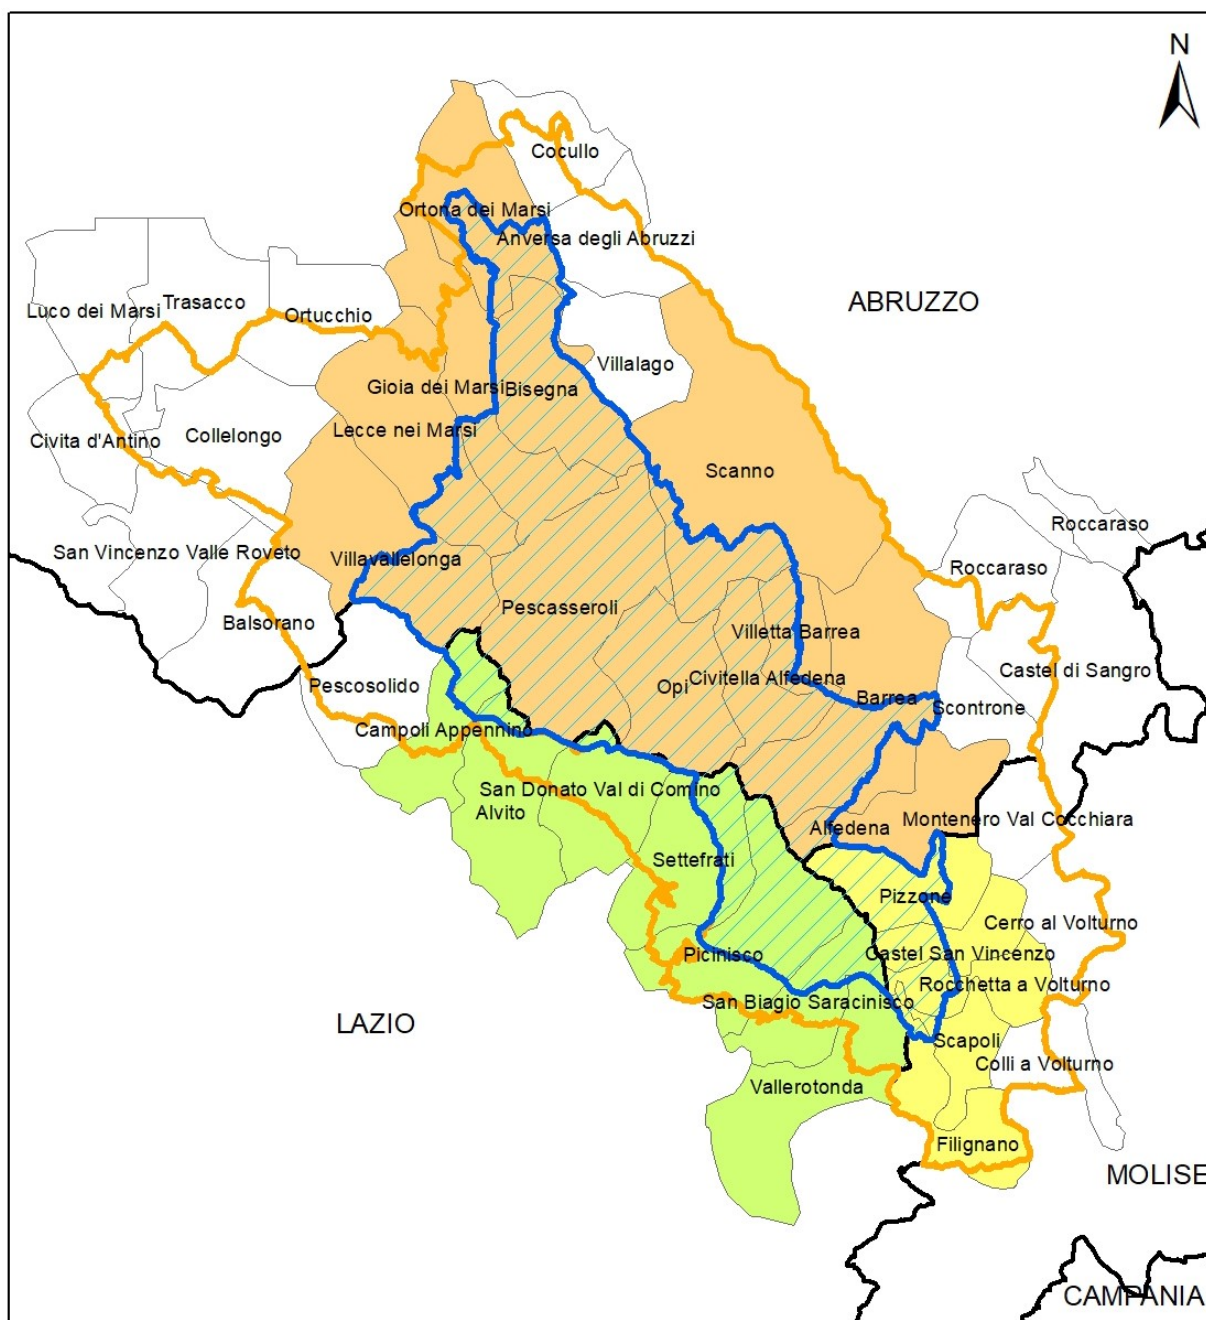 N
Cocullo
Ortona dei Marsi
Anversa degli Abruzzi
ABRUZZO
Luco dei Marsi
Trasacco
Ortucchio
Villalago
Gioia dei Marsi
Bisegna
Civita d'Antino
Collelongo
Lecce nei Marsi
Scanno
Roccaraso
San Vincenzo Valle Roveto
Villavallelonga
Roccaraso
Pescasseroli
Balsorano
Villetta Barrea
Pescosolido
Opi
Civitella Alfedena
Castel di Sangro
Barrea
Scontrone
Campoli Appennino
San Donato Val di Comino
Alvito
Alfedena
Montenero Val Cocchiara
Settefrati
Pizzone
Cerro al Volturno
Picinisco
Castel San Vincenzo
Rocchetta a Volturno
San Biagio Saracinisco
LAZIO
Scapoli
Colli a Volturno
Vallerotonda
Filignano
MOLISE
CAMPANIA